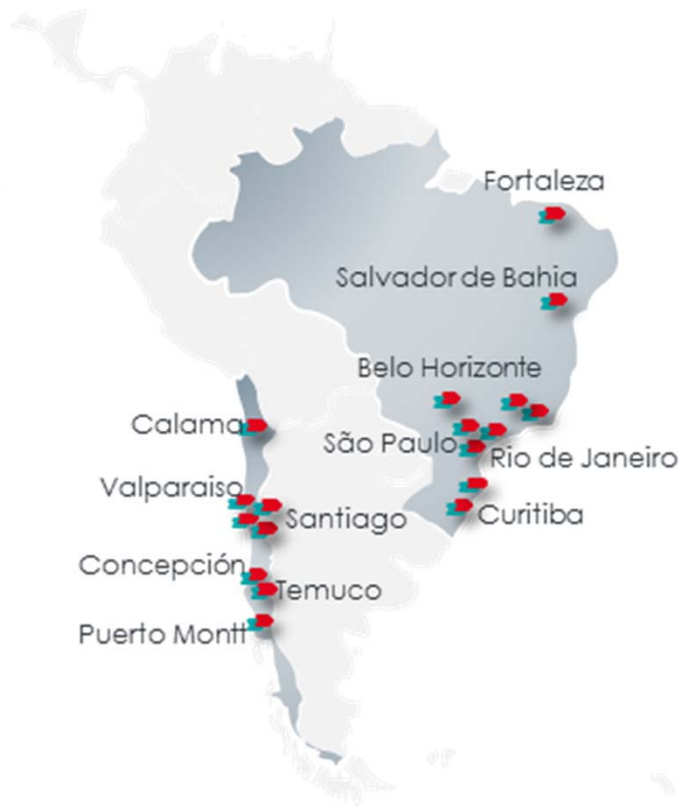 Fortaleza
Salvador de Bahia
Belo Horizonte
Calama
São Paulo
Rio de Janeiro
Valparaiso
Santiago
Curitiba
Concepción
Temuco
Puerto Montt